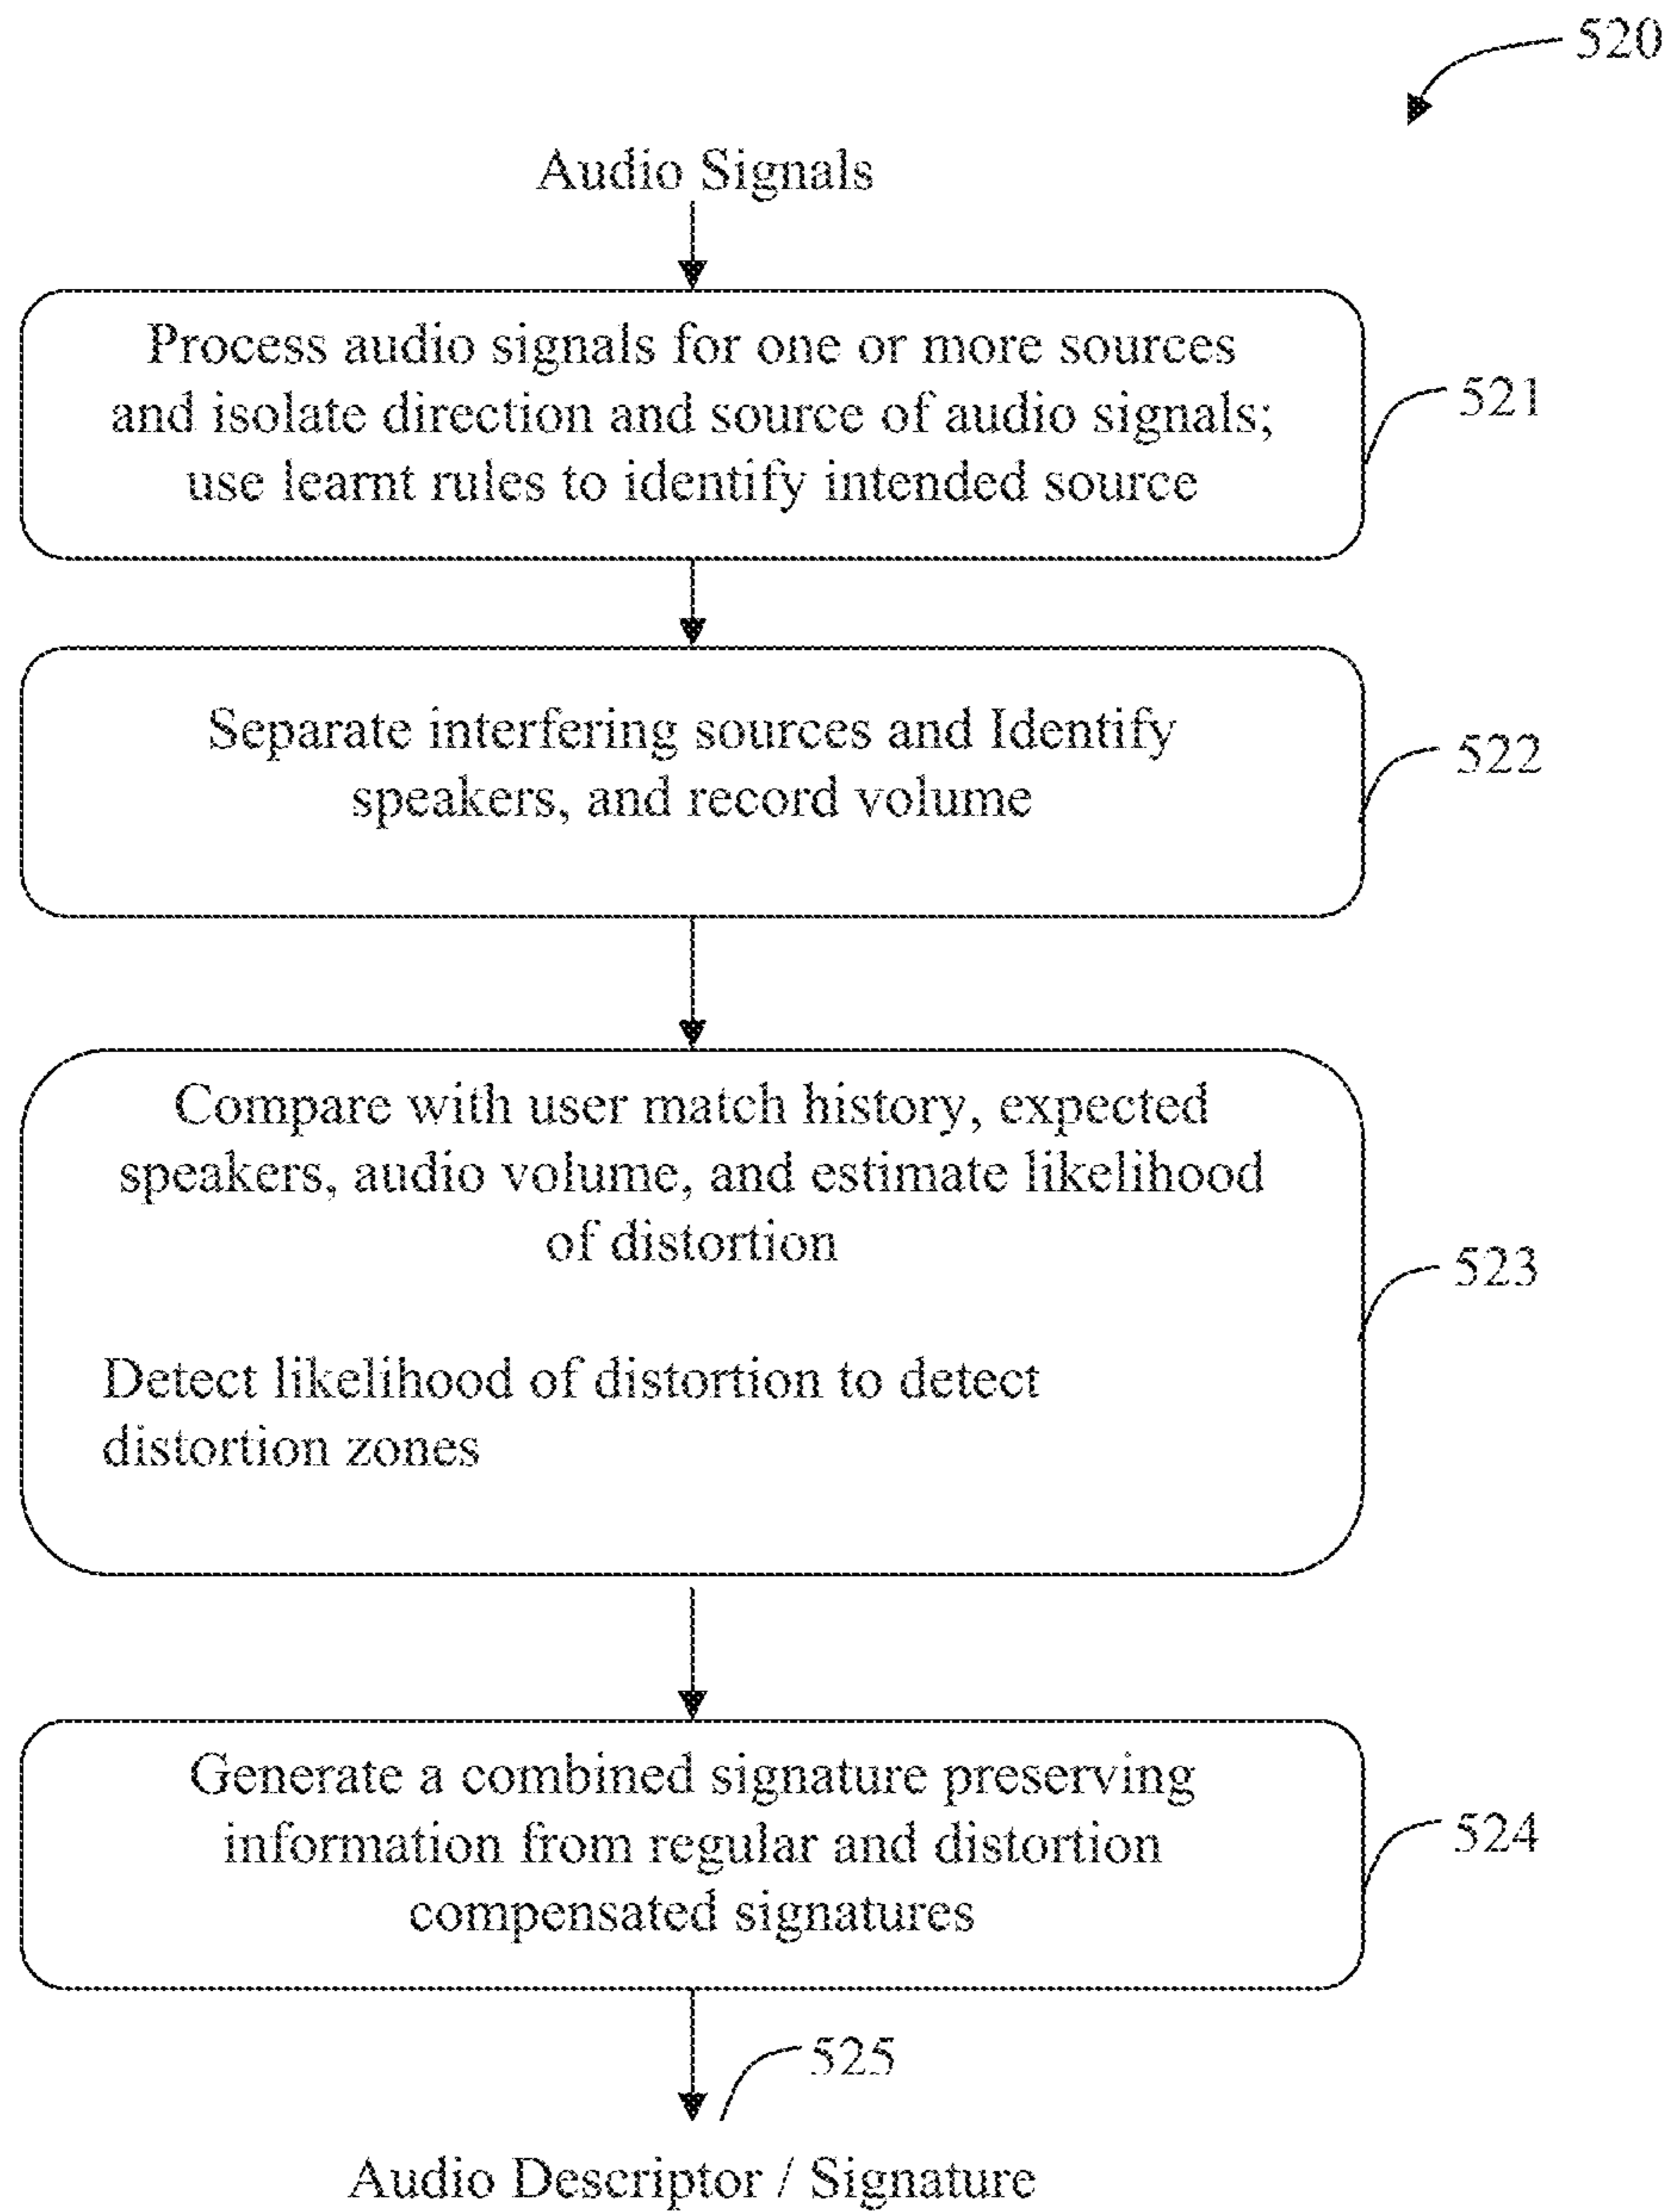 520
Audio Signals
Process audio signals for one or more sources
and isolate direction and source of audio signals;
use learnt rules to identify intended source
521
Separate interfering sources and Identify
speakers, and record volume
522
Compare with user match history, expected
speakers, audio volume, and estimate likelihood
of distortion
Detect likelihood of distortion to detect
distortion zones
523
Generate a combined signature preserving
information from regular and distortion
compensated signatures
524
525
Audio Descriptor / Signature